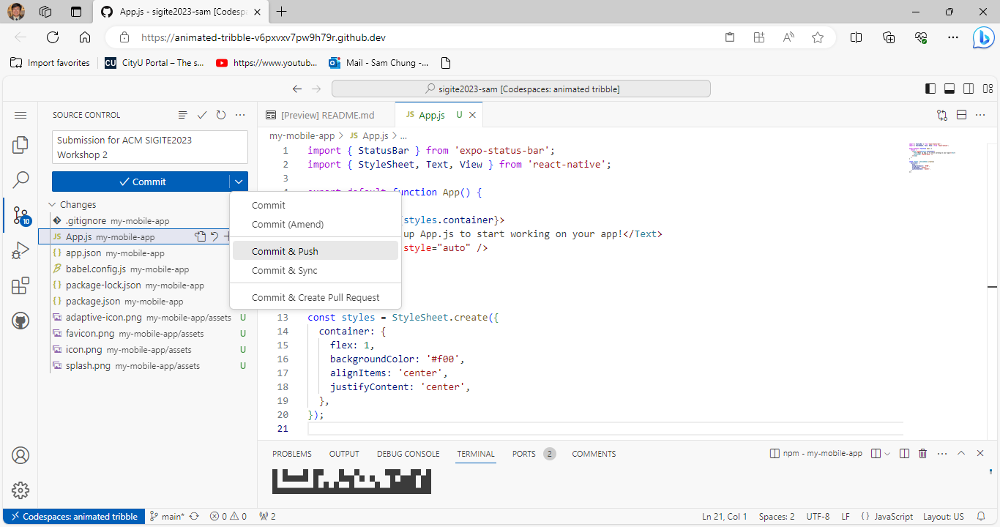 App.js - sigite2023-sam [Codesp
https://animated-tribble-v6pxvxv7pw9h79r.github.dev
Import favorites
CU CityU Portal – The s...
https://www.youtub...
Mail - Sam Chung -...
sigite2023-sam [Codespaces: animated tribble]
SOURCE CONTROL
Submission for ACM SIGITE2023
Workshop 2
Commit
Changes
.gitignore my-mobile-app
JS App.js my-mobile-app
{} app.json my-mobile-app
babel.config.js my-mobile-app
{} package-lock.json my-mobile-app
{} package.json my-mobile-app
adaptive-icon.png my-mobile-app/assets U
favicon.png my-mobile-app/assets U
icon.png my-mobile-app/assets U
splash.png my-mobile-app/assets U
10
Commit
Commit (Amend)
Commit & Push
Commit & Sync
Commit & Create Pull Request
[Preview] README.md
JS App.js U
my-mobile-app > JS App.js > ...
1 import { StatusBar } from 'expo-status-bar';
2 import { StyleSheet, Text, View } from 'react-native';
3
function App() {
styles.container}>
up App.js to start working on your app!</Text>
style="auto" />
13 const styles = StyleSheet.create({
14 container: {
15 flex: 1,
16 backgroundColor: '#f00',
17 alignItems: 'center',
18 justifyContent: 'center',
19 },
20 });
21
PROBLEMS OUTPUT DEBUG CONSOLE TERMINAL PORTS 2 COMMENTS
npm - my-mobile-app
Codespaces: animated tribble
main*
0 0
2
Ln 21, Col 1
Spaces: 2
UTF-8
LF
{} JavaScript
Layout: US